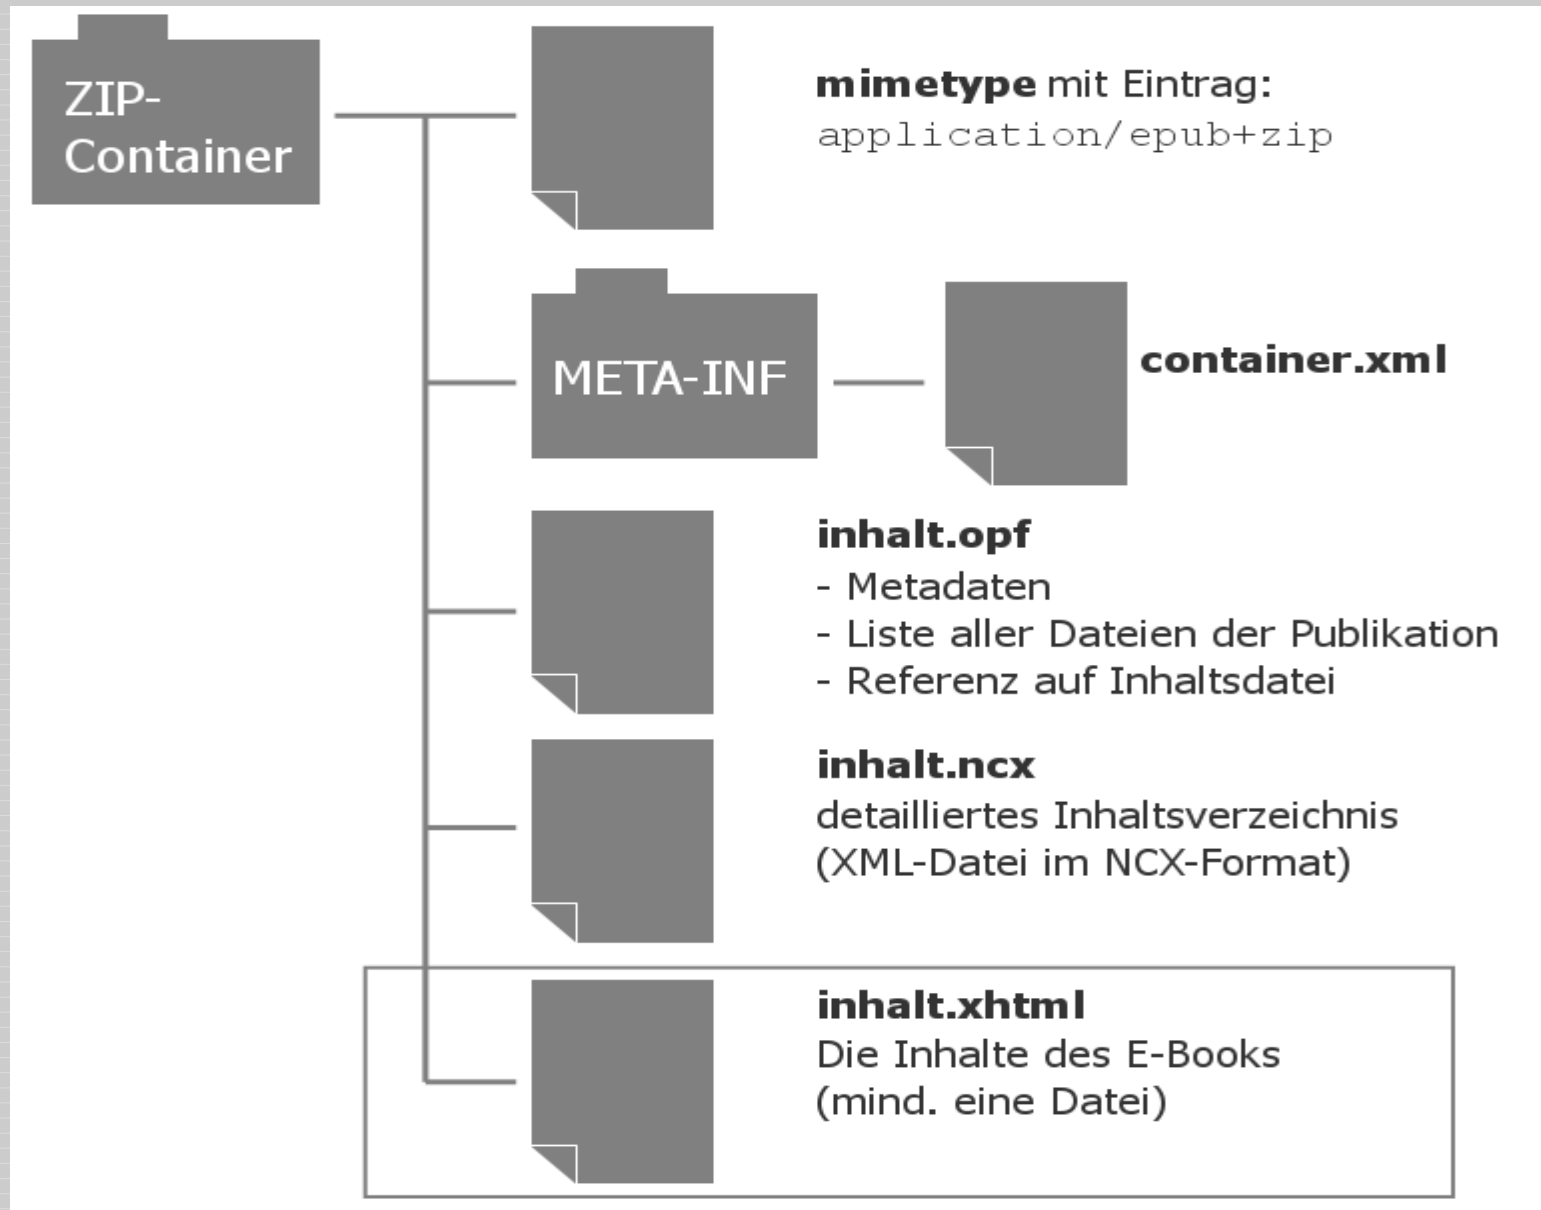 ZIP-
Container
mimetype mit Eintrag:
application/epub+zip
META-INF
container.xml
inhalt.opf
- Metadaten
- Liste aller Dateien der Publikation
- Referenz auf Inhaltsdatei
inhalt.ncx
detailliertes Inhaltsverzeichnis
(XML-Datei im NCX-Format)
inhalt.xhtml
Die Inhalte des E-Books
(mind. eine Datei)